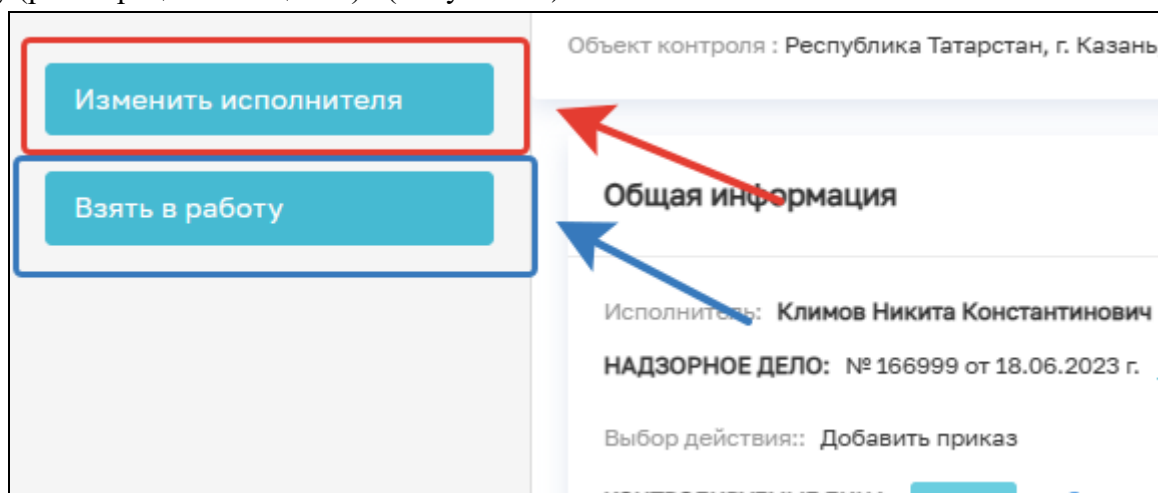 Объект контроля : Республика Татарстан, г. Казань
Изменить исполнителя
Взять в работу
Общая информация
Исполнитель: Климов Никита Константинович
НАДЗОРНОЕ ДЕЛО: № 166999 от 18.06.2023 г.
Выбор действия:: Добавить приказ